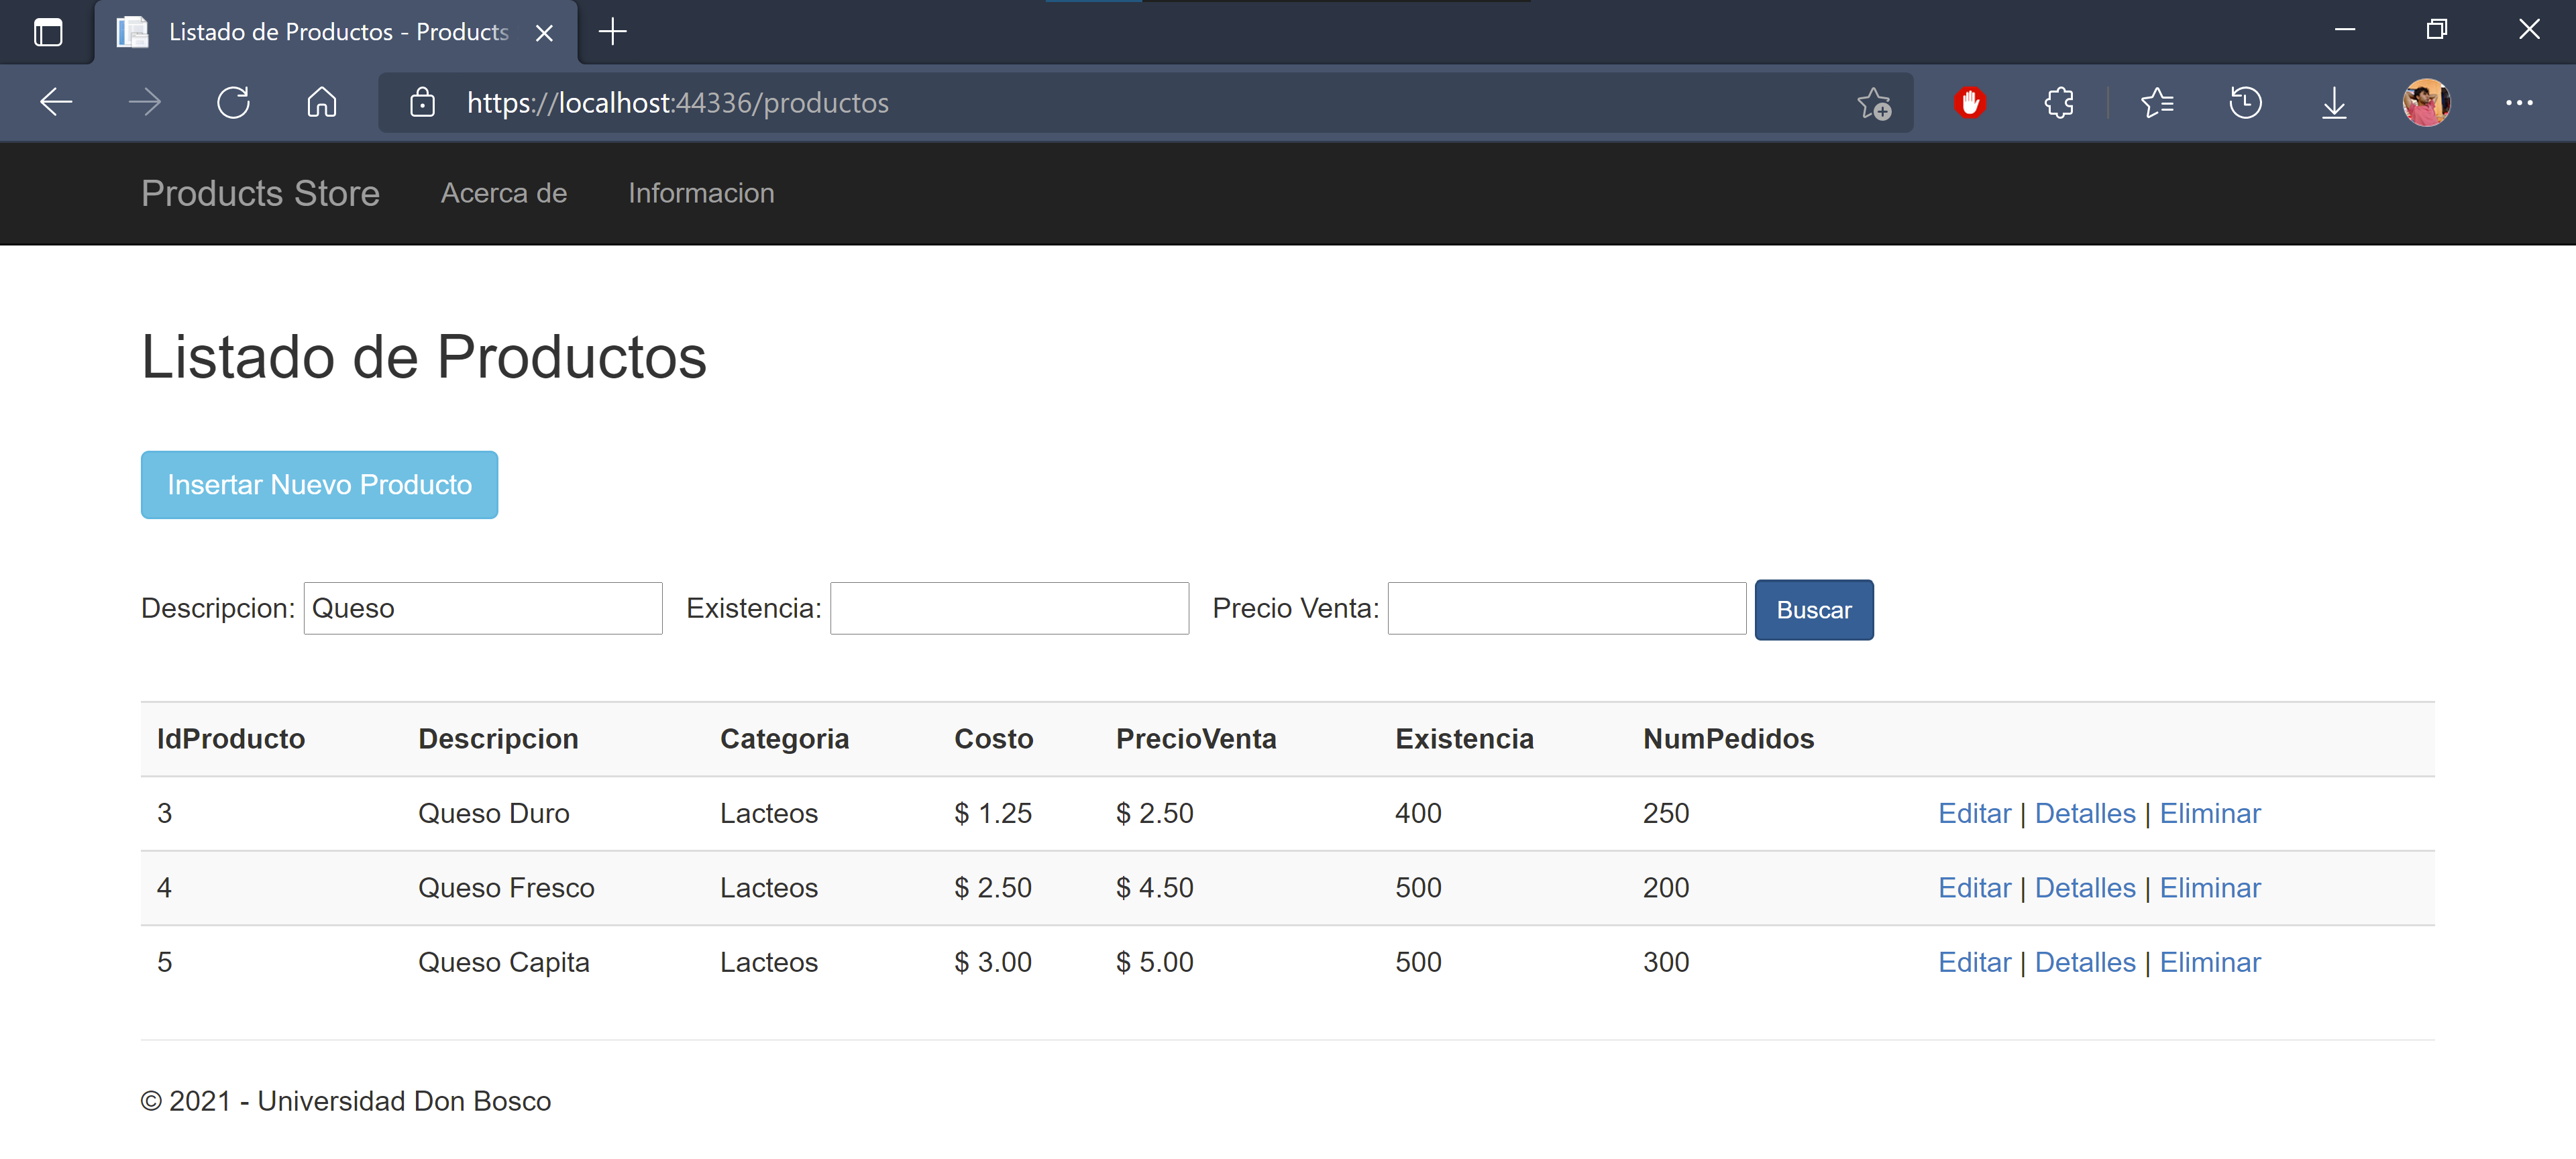 Listado de Productos - Products
https://localhost:44336/productos
Products Store Acerca de Informacion
Listado de Productos
Insertar Nuevo Producto
Descripcion: Queso Existencia: Precio Venta: Buscar
IdProducto Descripcion Categoria Costo PrecioVenta Existencia NumPedidos
3 Queso Duro Lacteos $ 1.25 $ 2.50 400 250 Editar | Detalles | Eliminar
4 Queso Fresco Lacteos $ 2.50 $ 4.50 500 200 Editar | Detalles | Eliminar
5 Queso Capita Lacteos $ 3.00 $ 5.00 500 300 Editar | Detalles | Eliminar
© 2021 - Universidad Don Bosco